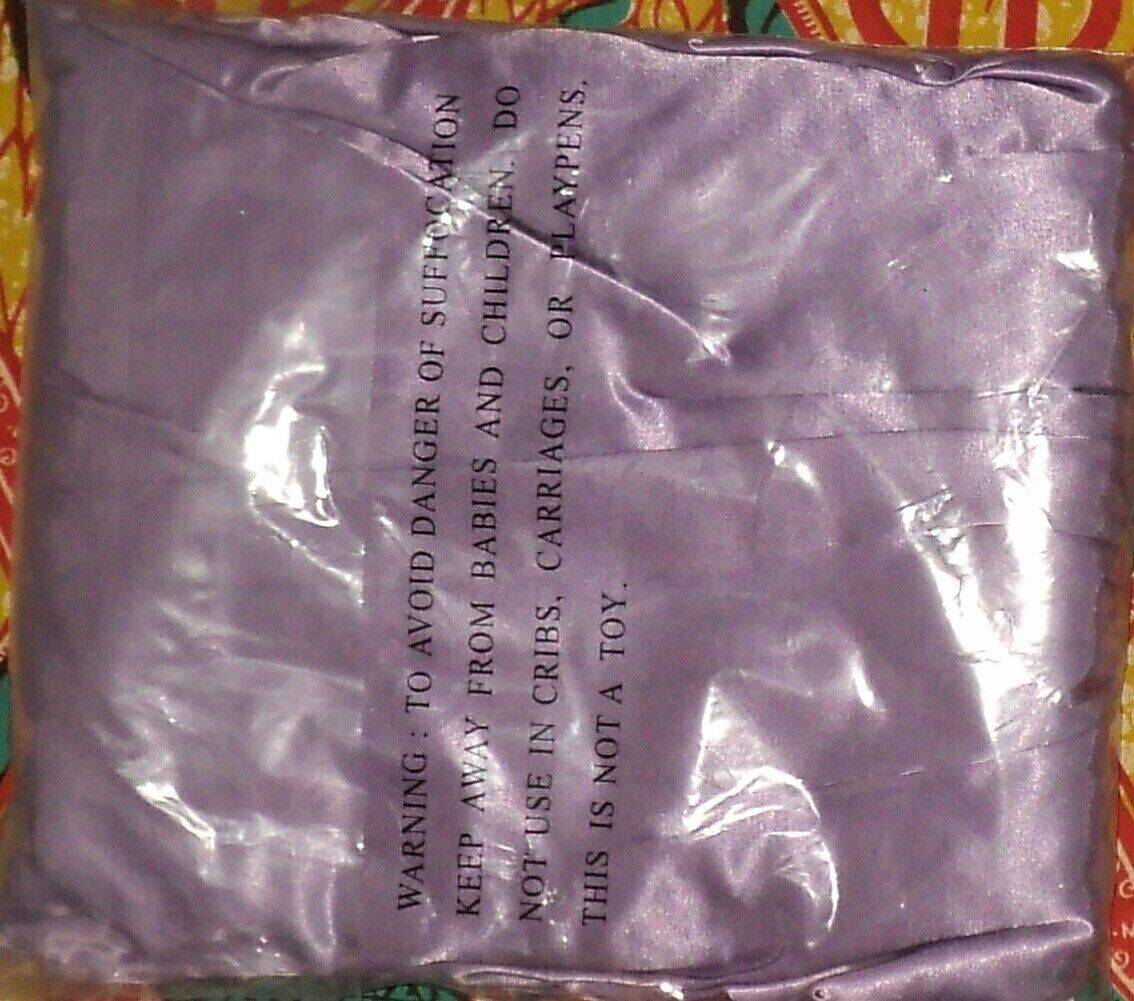 WARNING : TO AVOID DANGER OF SUFFOCATION
KEEP AWAY FROM BABIES AND CHILDREN. DO
NOT USE IN CRIBS, CARRIAGES, OR PLAYPENS,
THIS IS NOT A TOY.